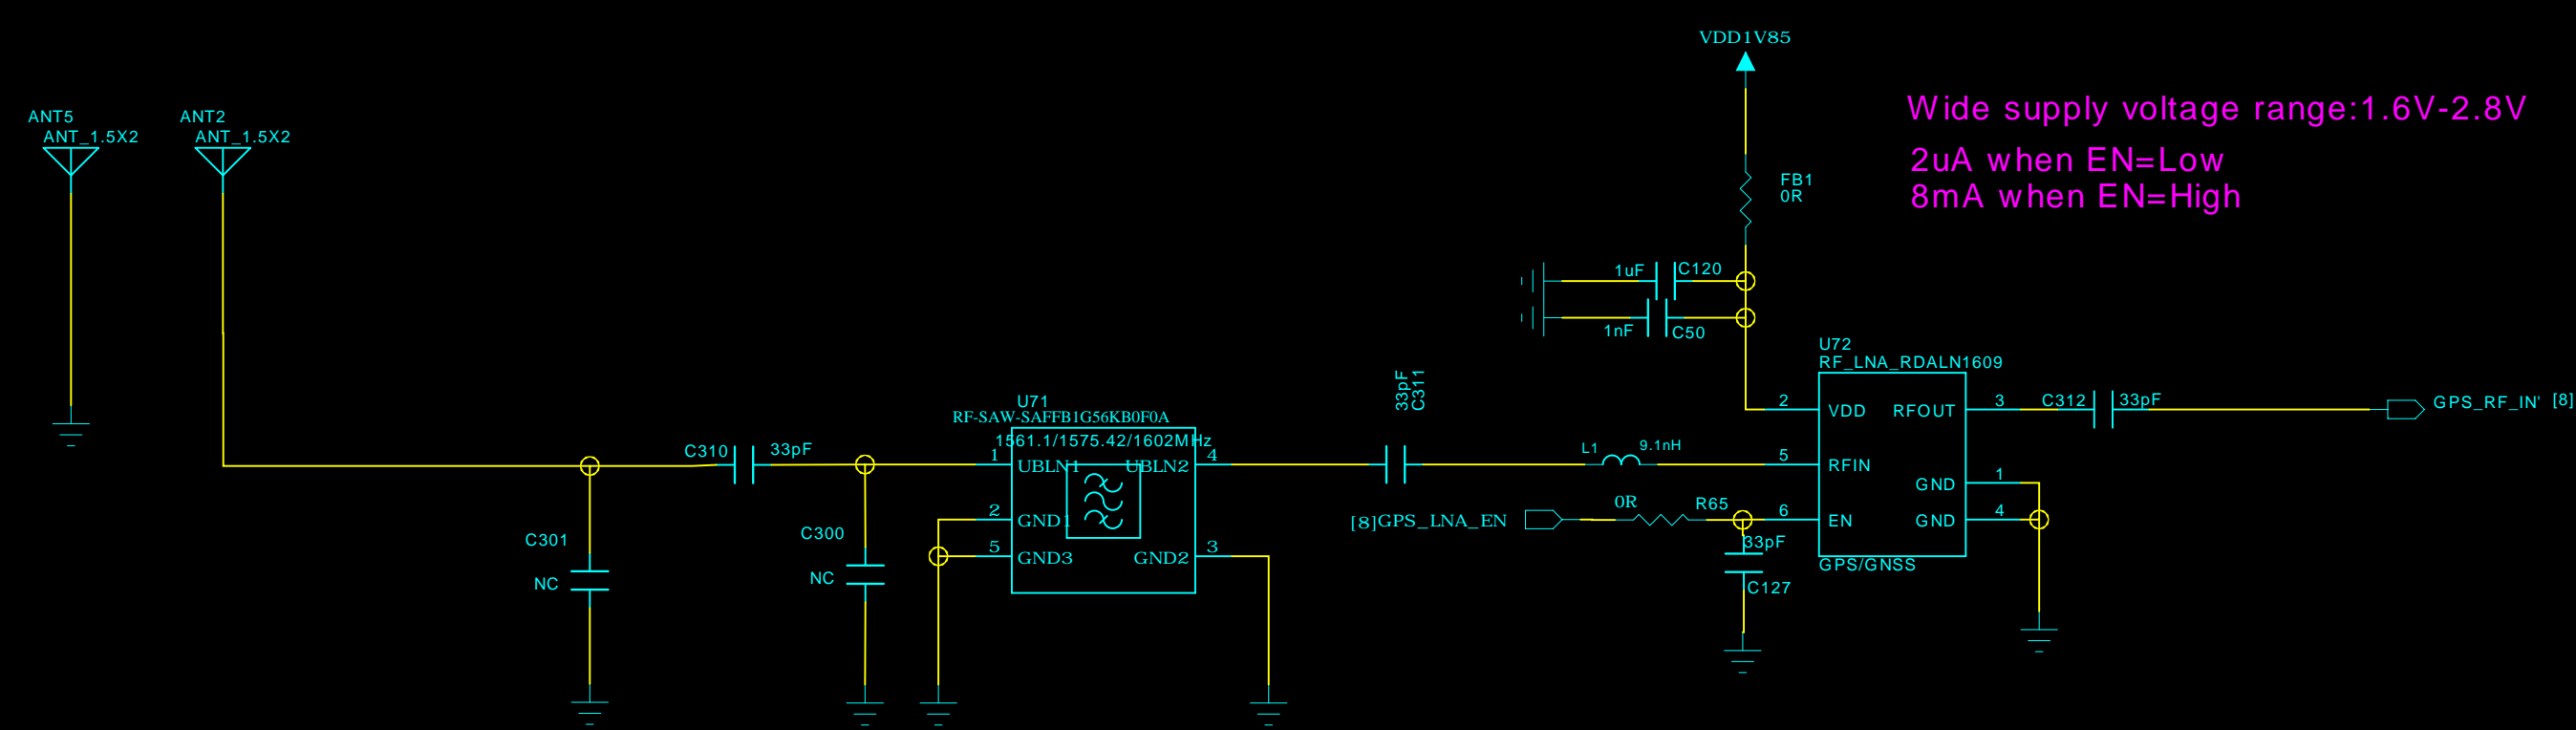 VDD1V85
Wide supply voltage range:1.6V-2.8V
2uA when EN=Low
8mA when EN=High
ANT5
ANT_1.5X2
ANT2
ANT_1.5X2
FB1
0R
1uF
C120
1nF
C50
U72
RF_LNA_RDALN1609
33pF
C311
U71
RF-SAW-SAFFB1G56KB0F0A
1561.1/1575.42/1602MHz
2
VDD
RFOUT
3
C312
33pF
GPS_RF_IN' [8]
C310
33pF
1
UBLN1
UBLN2
4
L1
9.1nH
5
RFIN
GND
1
2
GND1
[8]GPS_LNA_EN
0R
R65
6
EN
GND
4
5
GND3
GND2
3
33pF
C127
GPS/GNSS
C301
NC
C300
NC